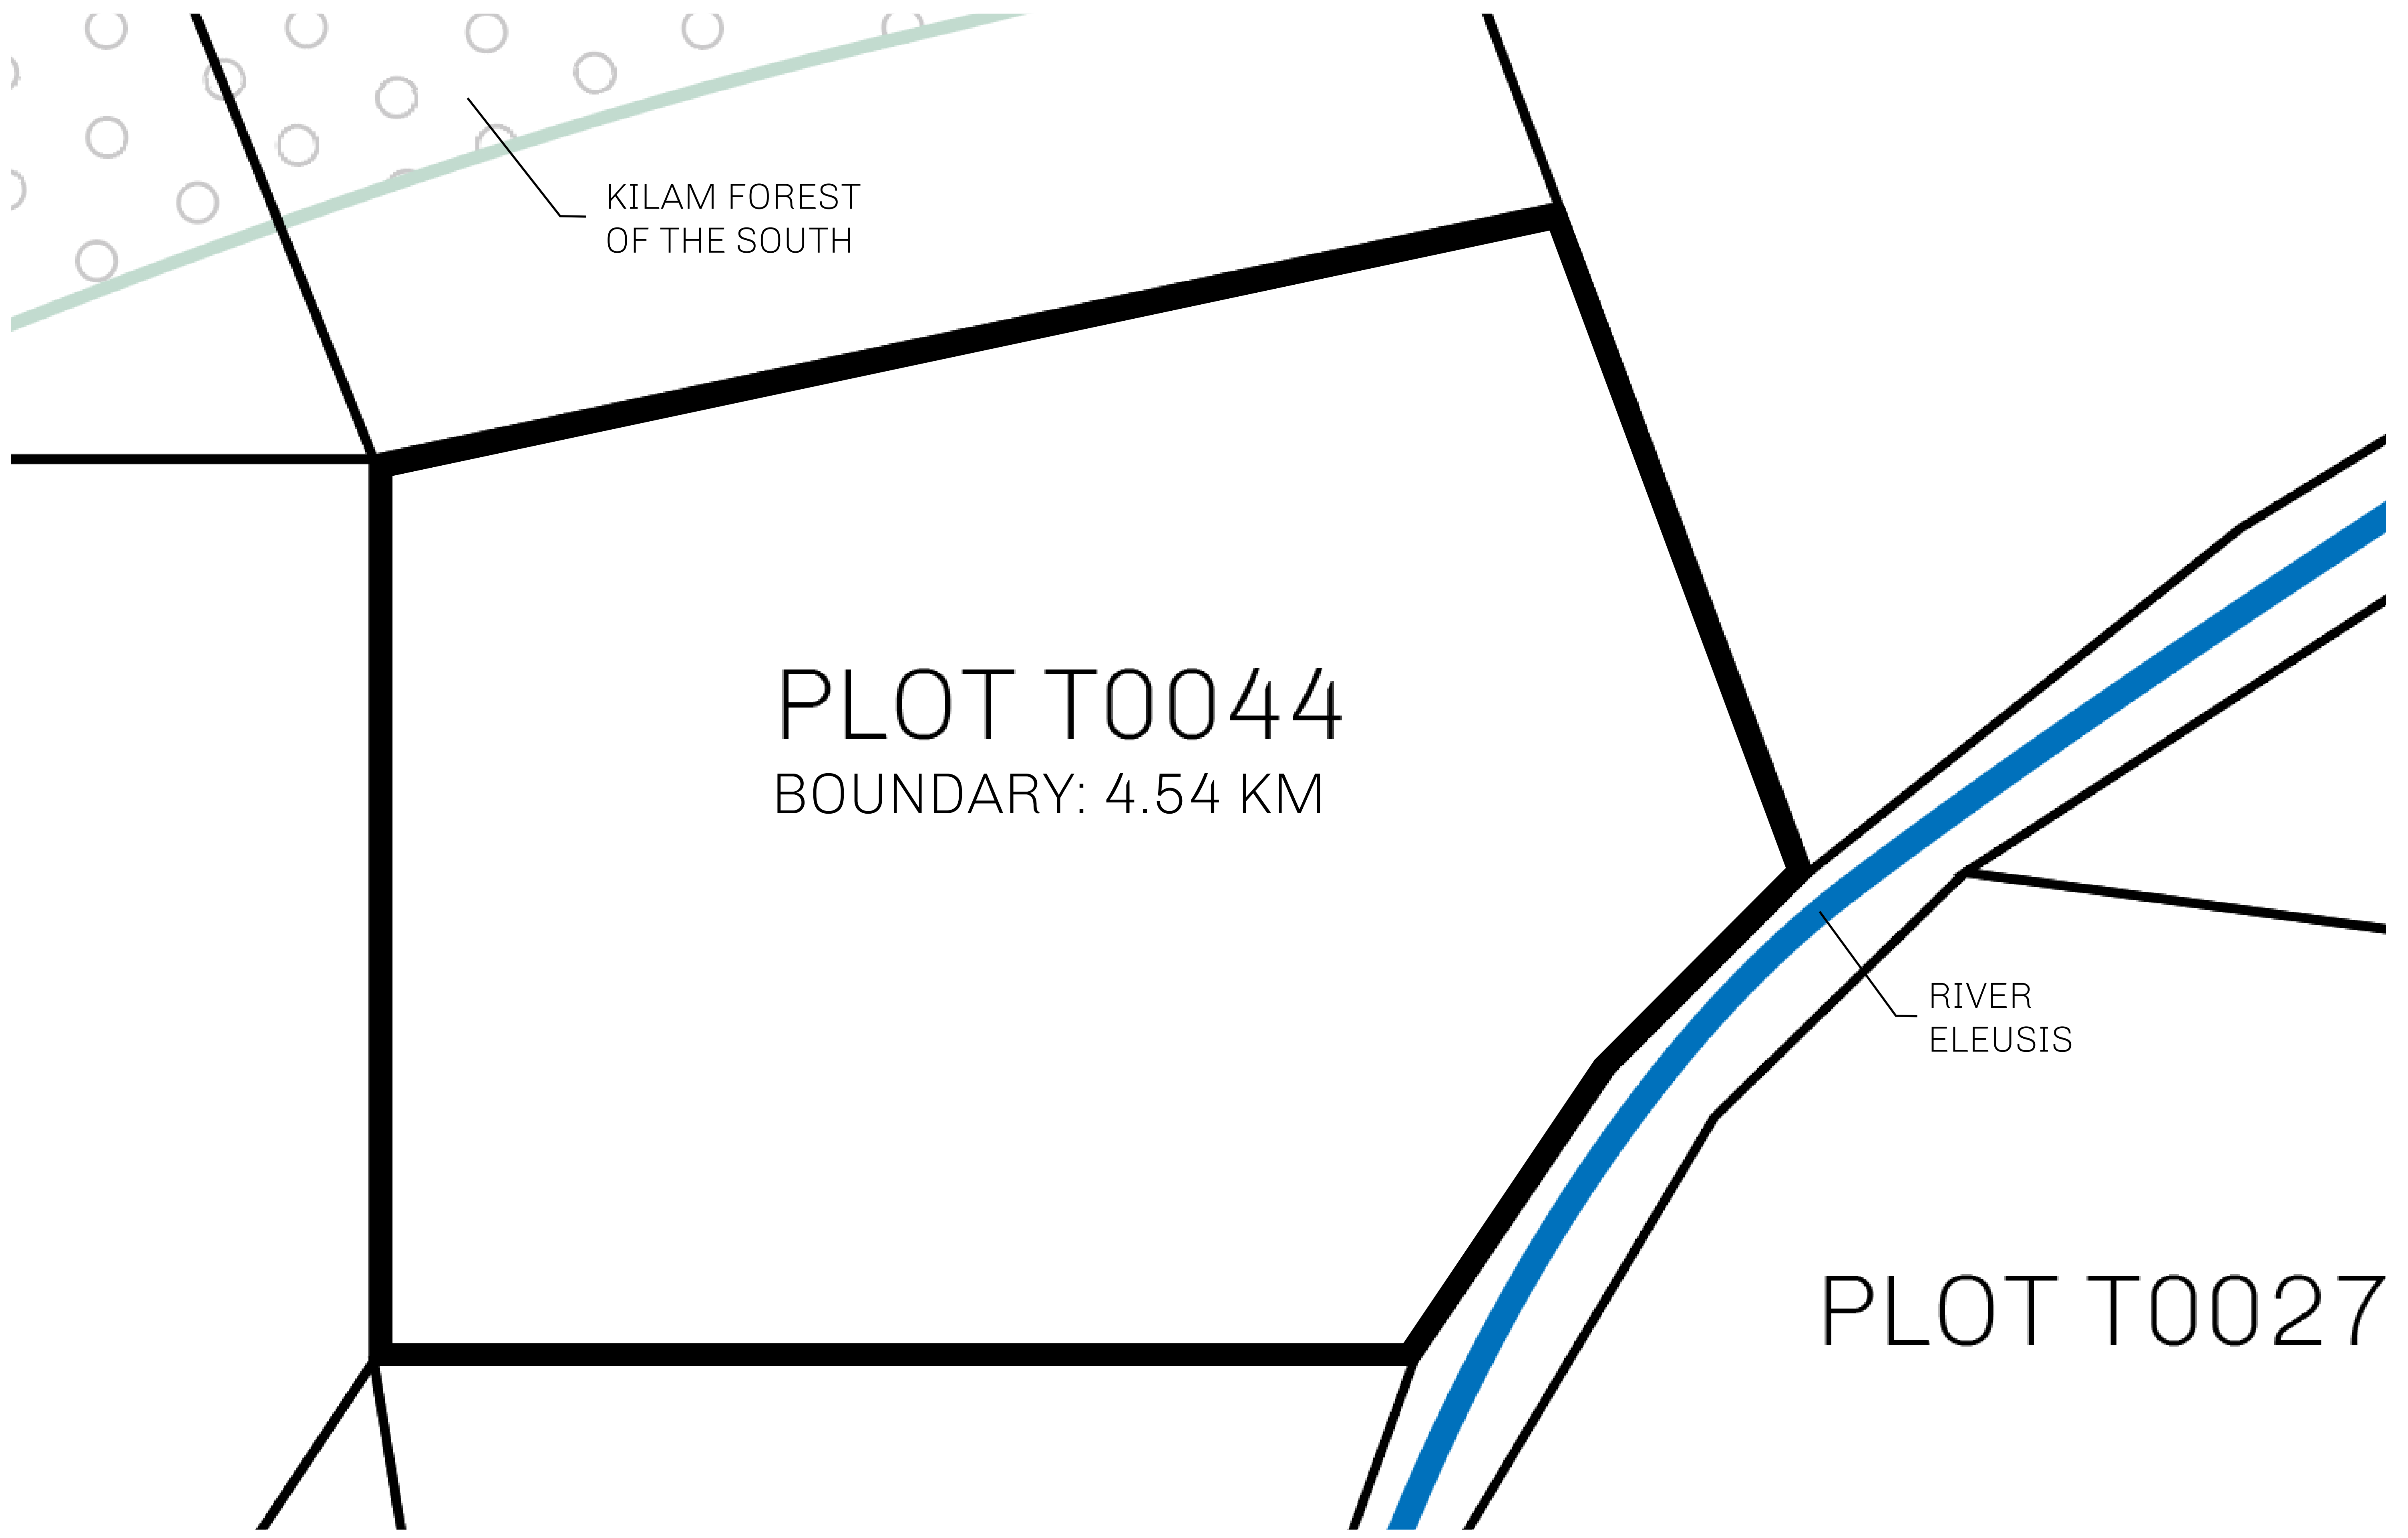 KILAM FOREST
OF THE SOUTH
PLOT T0044
BOUNDARY: 4.54 KM
RIVER
ELEUSIS
PLOT T0027